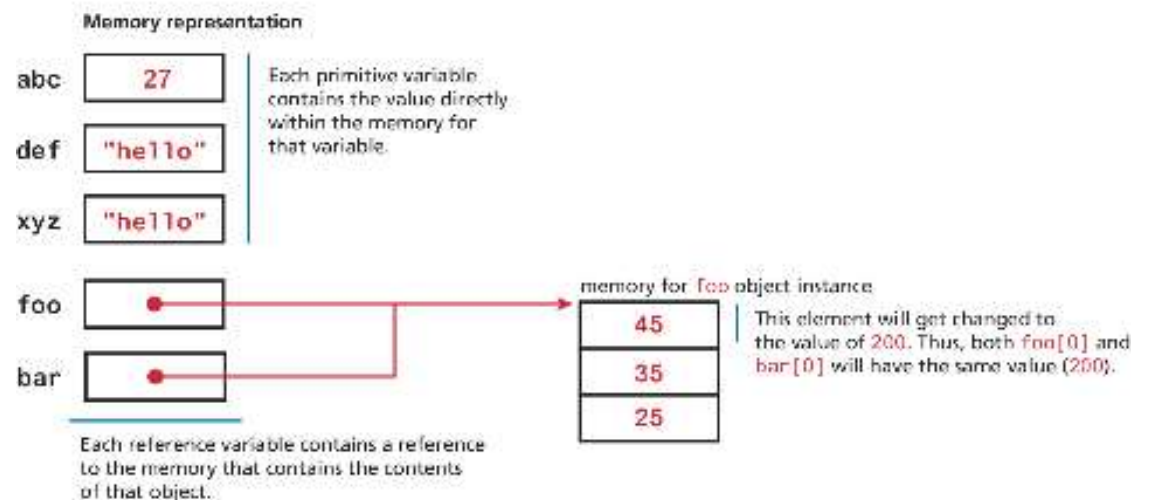 Memory representation
abc 27
Each primitive variable
contains the value directly
within the memory for
that variable.
def "hello"
xyz "hello"
foo
memory for foo object instance
45
This element will get changed to
the value of 200. Thus, both foo[0] and
bar[0] will have the same value (200).
bar
35
25
Each reference variable contains a reference
to the memory that contains the contents
of that object.